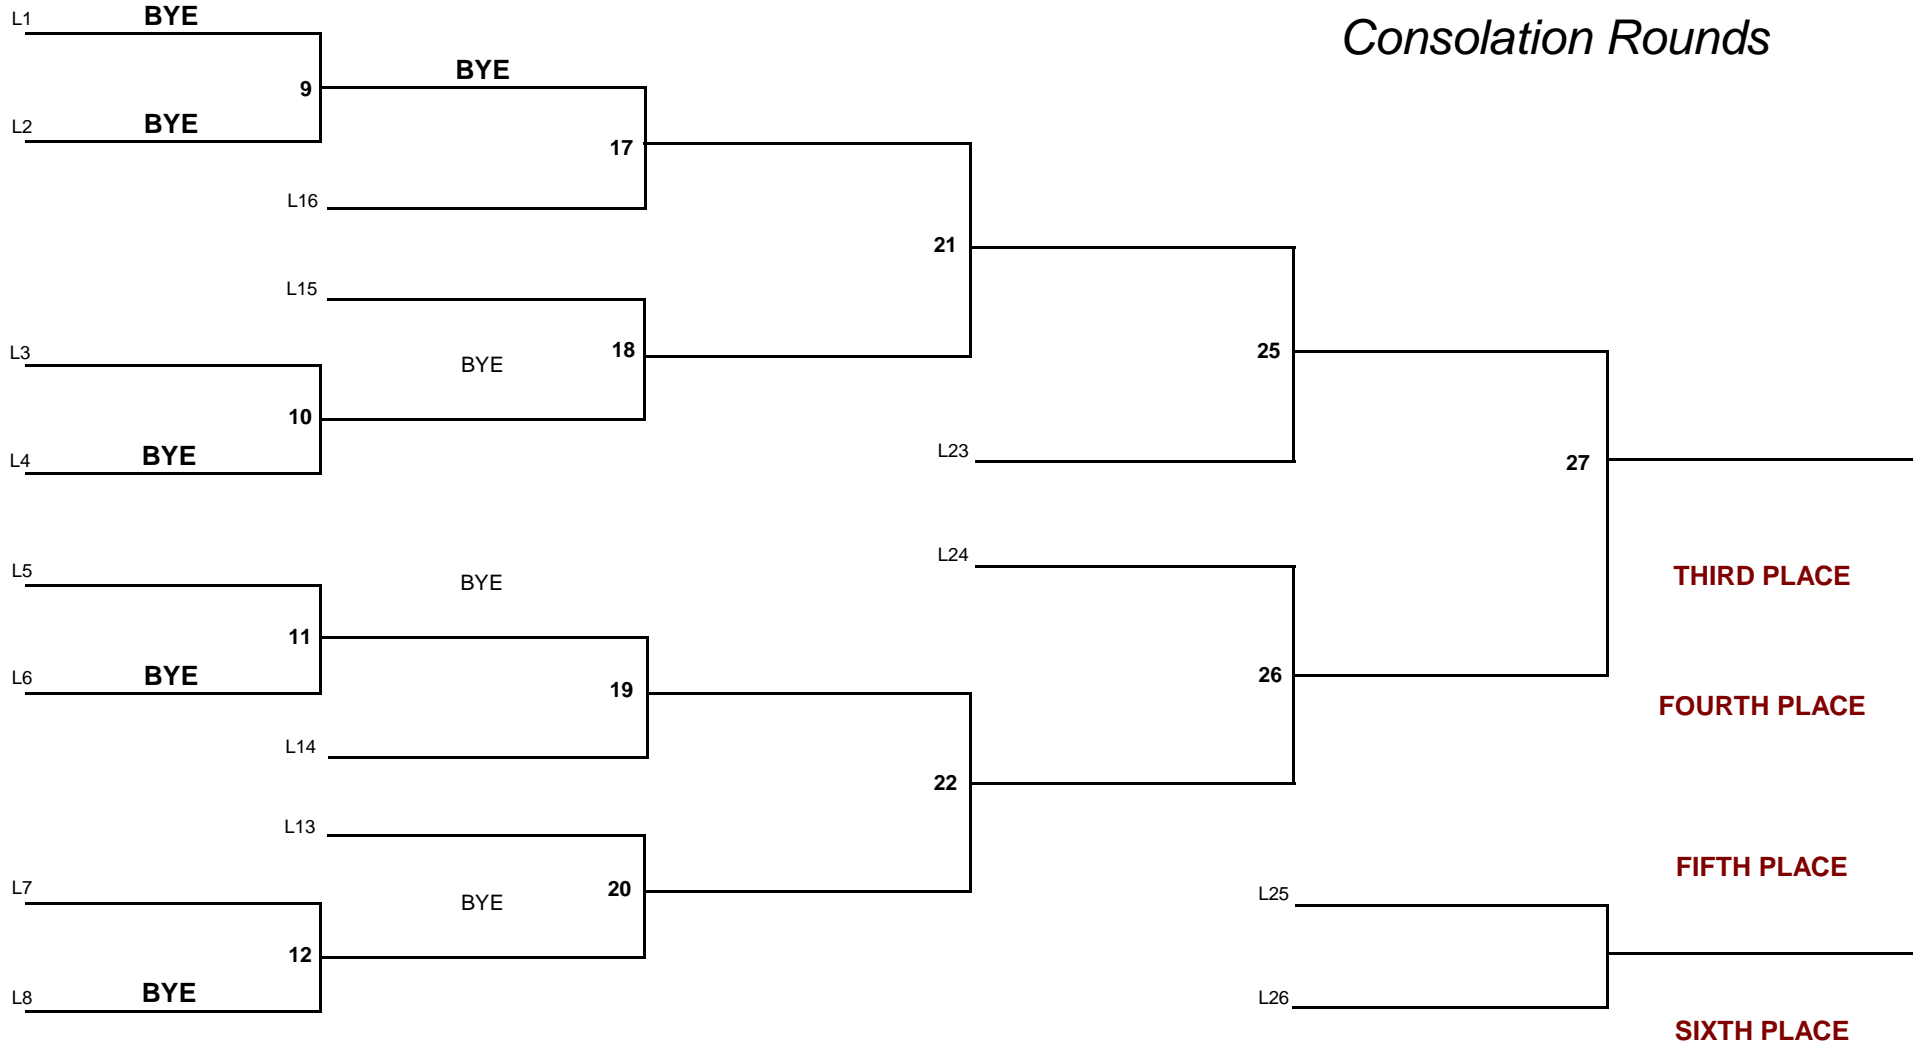 L1 BYE
Consolation Rounds
BYE
9
L2 BYE
17
L16
21
L15
18
25
L3
BYE
10
L4 BYE
L23
27
L24
L5
BYE
THIRD PLACE
11
L6 BYE
26
19
FOURTH PLACE
L14
22
L13
FIFTH PLACE
L7
20
L25
BYE
12
L8 BYE
L26
SIXTH PLACE